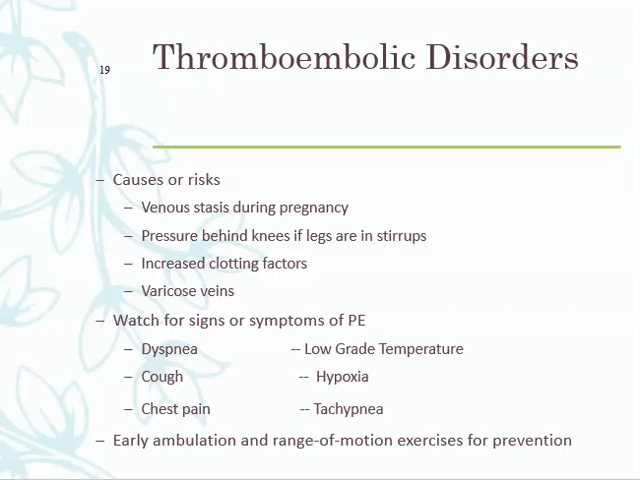 19
Thromboembolic Disorders
– Causes or risks
– Venous stasis during pregnancy
– Pressure behind knees if legs are in stirrups
– Increased clotting factors
– Varicose veins
– Watch for signs or symptoms of PE
– Dyspnea -- Low Grade Temperature
– Cough -- Hypoxia
– Chest pain -- Tachypnea
– Early ambulation and range-of-motion exercises for prevention